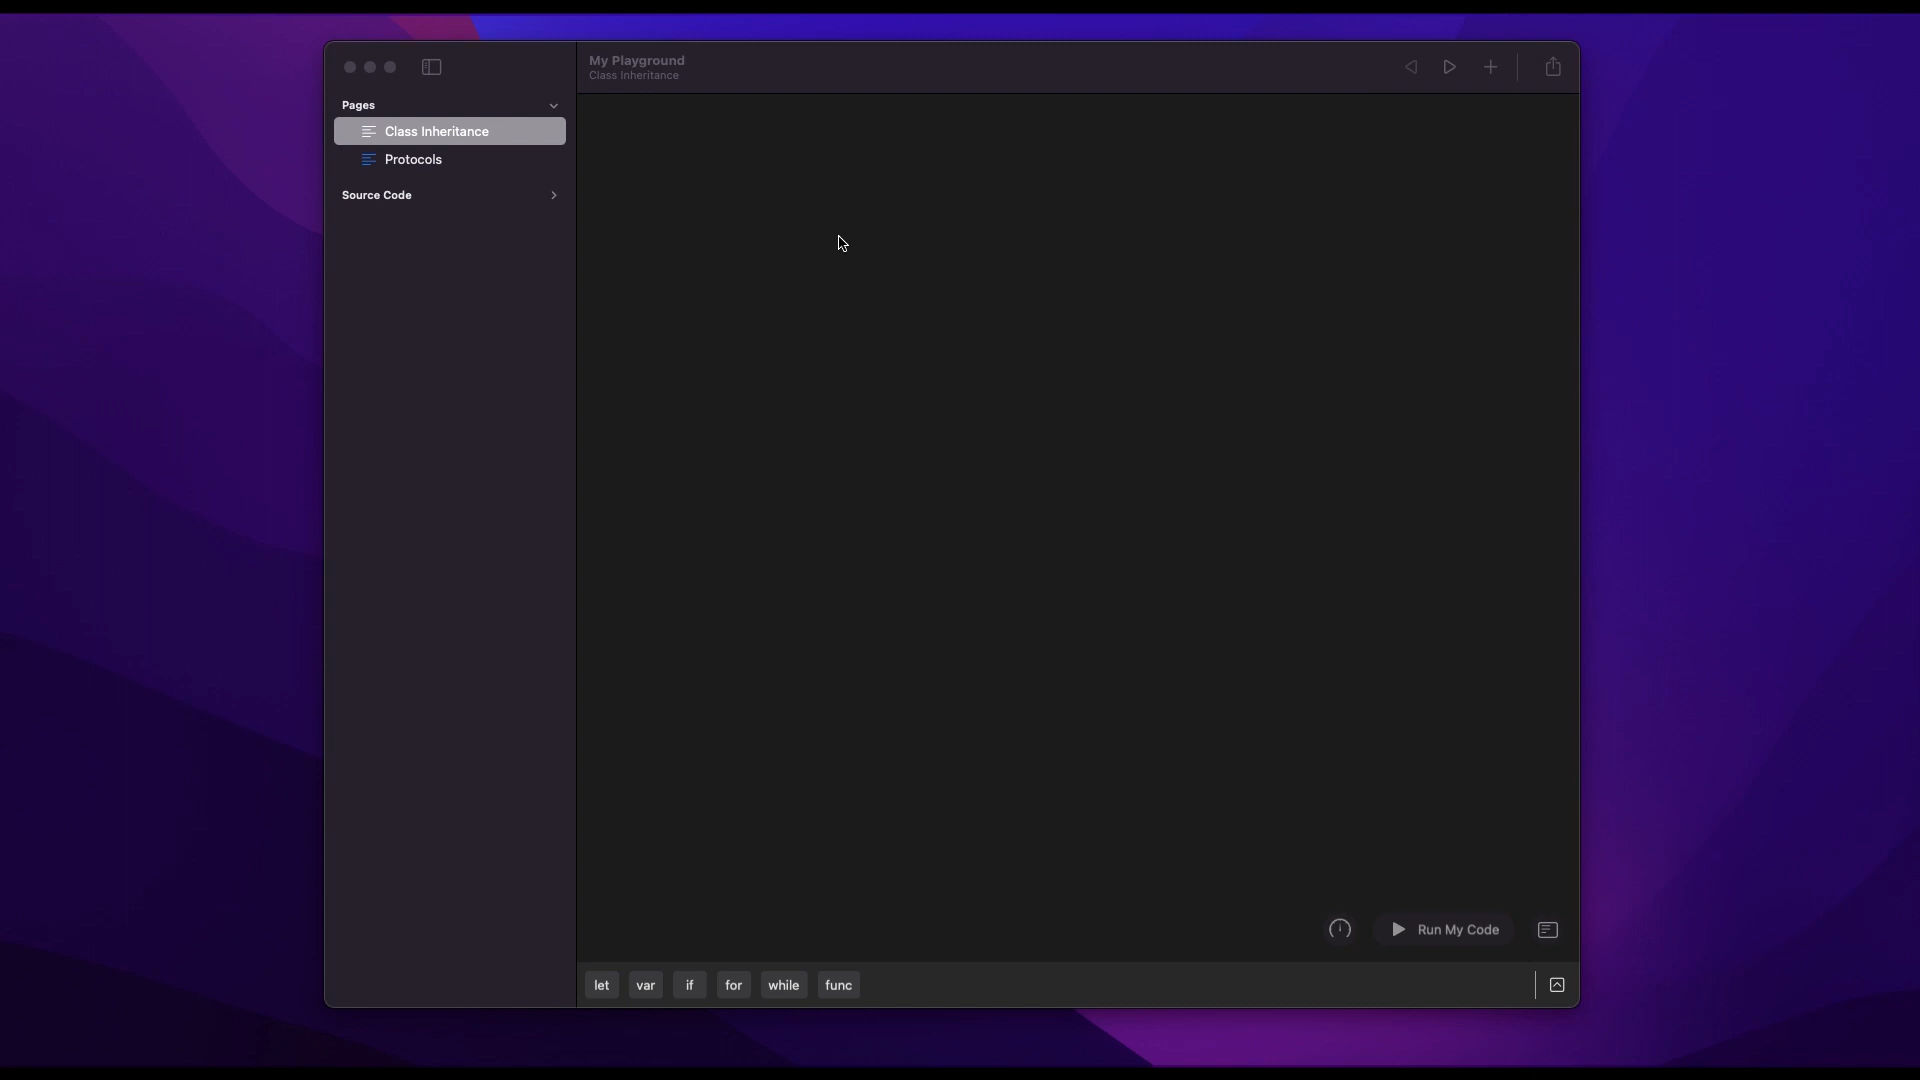 My Playground
Class Inheritance
Pages
Class Inheritance
Protocols
Source Code
Run My Code
let var if for while func